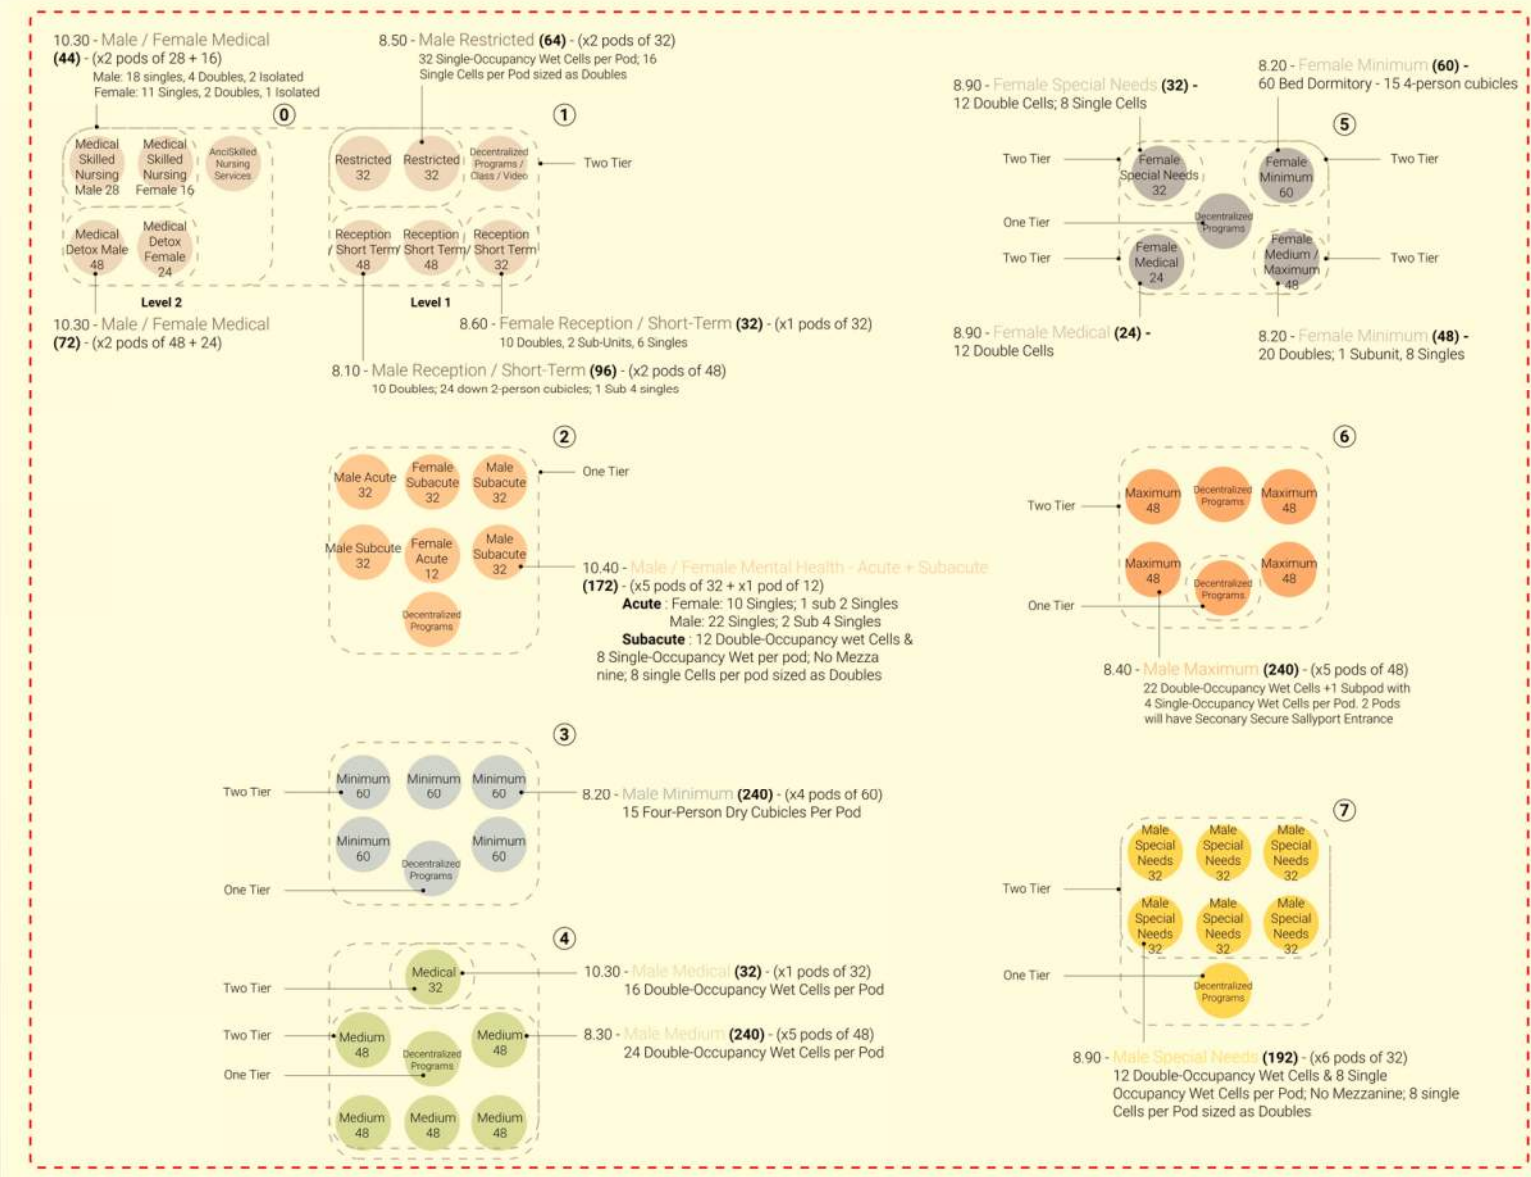 10.30 - Male / Female Medical
(44) - (x2 pods of 28 + 16)
Male: 18 singles, 4 Doubles, 2 Isolated
Female: 11 Singles, 2 Doubles, 1 Isolated
0
Medical
Skilled
Nursing
Male 28
Medical
Skilled
Nursing
Female 16
AnciSkilled
Nursing
Services
Medical
Detox Male
48
Medical
Detox
Female
24
Level 2
10.30 - Male / Female Medical
(72) - (x2 pods of 48 + 24)
8.50 - Male Restricted (64) - (x2 pods of 32)
32 Single-Occupancy Wet Cells per Pod; 16
Single Cells per Pod sized as Doubles
1
Restricted
32
Restricted
32
Decentralized
Programs /
Class / Video
Two Tier
Reception
/ Short Term
48
Reception
/ Short Term
48
Reception
/ Short Term
32
Level 1
8.60 - Female Reception / Short-Term (32) - (x1 pods of 32)
10 Doubles, 2 Sub-Units, 6 Singles
8.10 - Male Reception / Short-Term (96) - (x2 pods of 48)
10 Doubles; 24 down 2-person cubicles; 1 Sub 4 singles
2
Male Acute
32
Female
Subacute
32
Male
Subacute
32
One Tier
Male Subcute
32
Female
Acute
12
Male
Subacute
32
Decentralized
Programs
10.40 - Male / Female Mental Health - Acute + Subacute
(172) - (x5 pods of 32 + x1 pod of 12)
Acute : Female: 10 Singles; 1 sub 2 Singles
Male: 22 Singles; 2 Sub 4 Singles
Subacute : 12 Double-Occupancy wet Cells &
8 Single-Occupancy Wet per pod; No Mezza
nine; 8 single Cells per pod sized as Doubles
3
Two Tier
Minimum
60
Minimum
60
Minimum
60
Minimum
60
Decentralized
Programs
Minimum
60
One Tier
8.20 - Male Minimum (240) - (x4 pods of 60)
15 Four-Person Dry Cubicles Per Pod
4
Medical
32
Two Tier
10.30 - Male Medical (32) - (x1 pods of 32)
16 Double-Occupancy Wet Cells per Pod
Two Tier
Medium
48
Decentralized
Programs
Medium
48
One Tier
8.30 - Male Medium (240) - (x5 pods of 48)
24 Double-Occupancy Wet Cells per Pod
Medium
48
Medium
48
Medium
48
8.90 - Female Special Needs (32) -
12 Double Cells; 8 Single Cells
8.20 - Female Minimum (60) -
60 Bed Dormitory - 15 4-person cubicles
5
Two Tier
Female
Special Needs
32
Female
Minimum
60
Two Tier
One Tier
Decentralized
Programs
Two Tier
Female
Medical
24
Female
Medium /
Maximum
48
Two Tier
8.90 - Female Medical (24) -
12 Double Cells
8.20 - Female Minimum (48) -
20 Doubles; 1 Subunit, 8 Singles
6
Two Tier
Maximum
48
Decentralized
Programs
Maximum
48
Maximum
48
Decentralized
Programs
Maximum
48
One Tier
8.40 - Male Maximum (240) - (x5 pods of 48)
22 Double-Occupancy Wet Cells +1 Subpod with
4 Single-Occupancy Wet Cells per Pod. 2 Pods
will have Seconary Secure Sallyport Entrance
7
Male
Special
Needs
32
Male
Special
Needs
32
Male
Special
Needs
32
Two Tier
Male
Special
Needs
32
Male
Special
Needs
32
Male
Special
Needs
32
One Tier
Decentralized
Programs
8.90 - Male Special Needs (192) - (x6 pods of 32)
12 Double-Occupancy Wet Cells & 8 Single
Occupancy Wet Cells per Pod; No Mezzanine; 8 single
Cells per Pod sized as Doubles